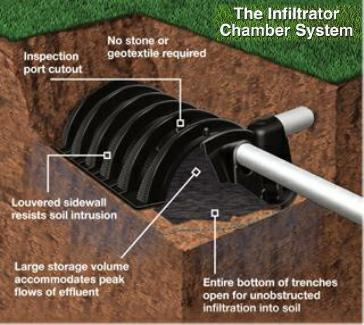 The Infiltrator
Chamber System
No stone or
geotextile required
Inspection
port cutout
Louvered sidewall
resists soil intrusion
Large storage volume
accommodates peak
flows of effluent
Entire bottom of trenches
open for unobstructed
infiltration into soil